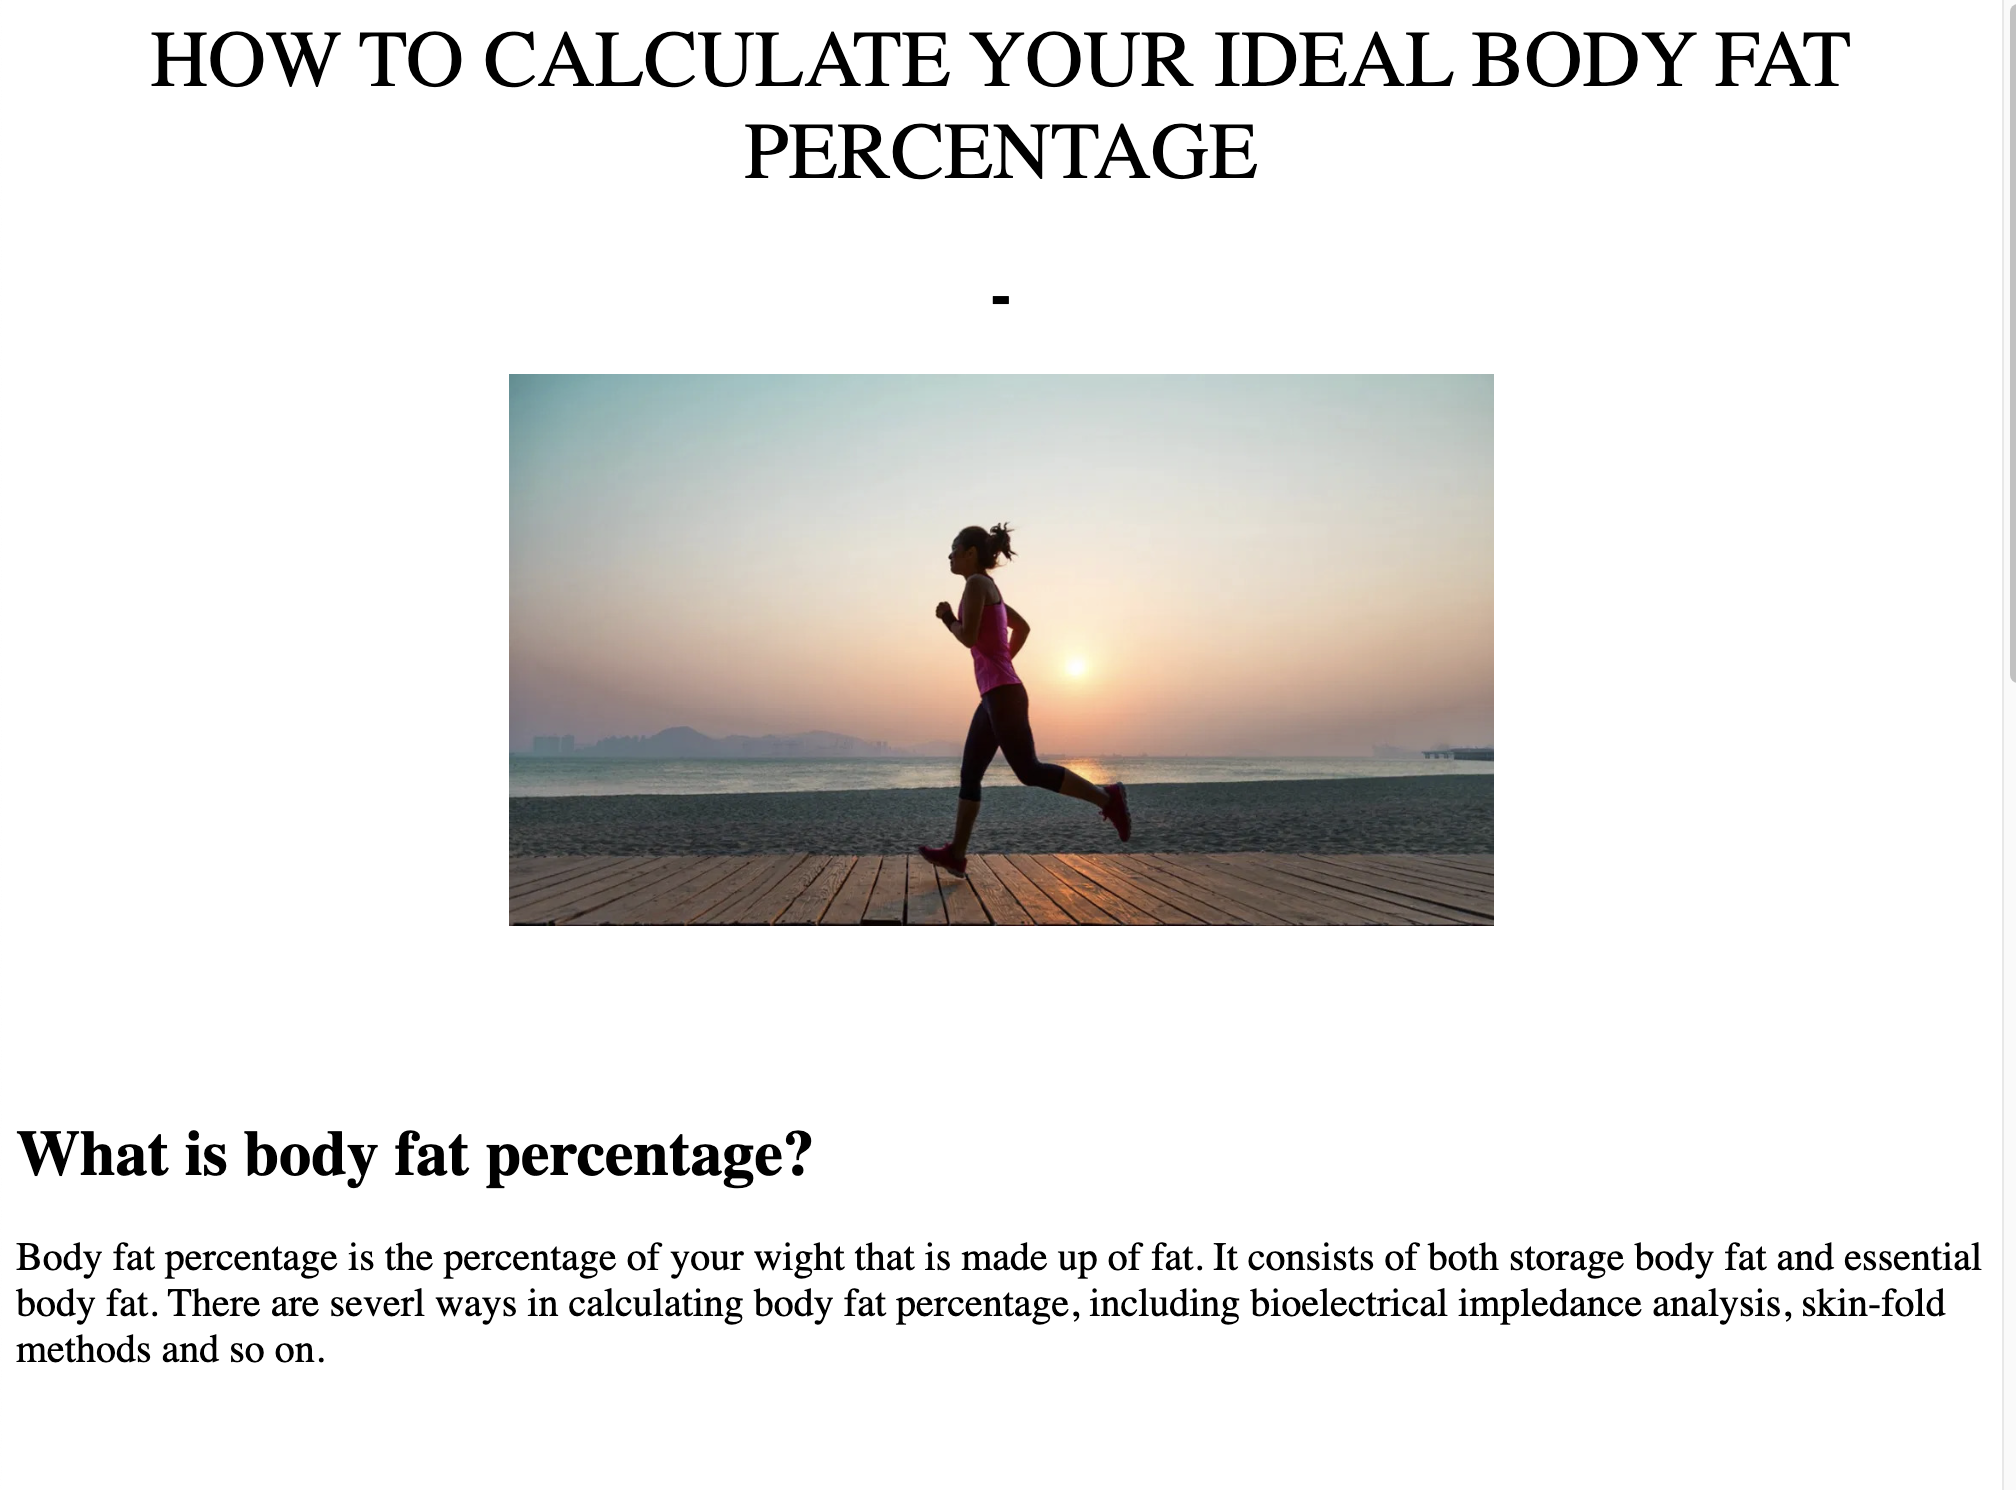 HOW TO CALCULATE YOUR IDEAL BODY FAT
PERCENTAGE
-
What is body fat percentage?
Body fat percentage is the percentage of your wight that is made up of fat. It consists of both storage body fat and essential
body fat. There are severl ways in calculating body fat percentage, including bioelectrical impledance analysis, skin-fold
methods and so on.